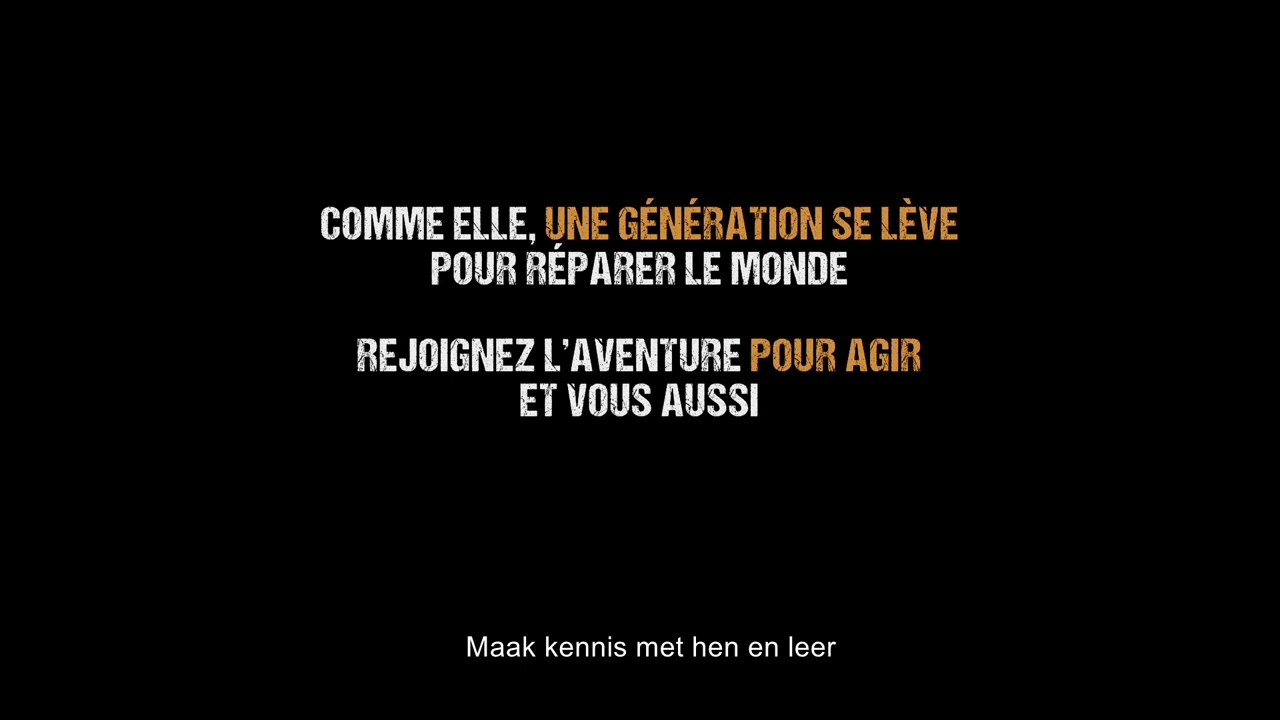 COMME ELLE, UNE GÉNÉRATION SE LÈVE
POUR RÉPARER LE MONDE
REJOIGNEZ L'AVENTURE POUR AGIR
ET VOUS AUSSI
Maak kennis met hen en leer